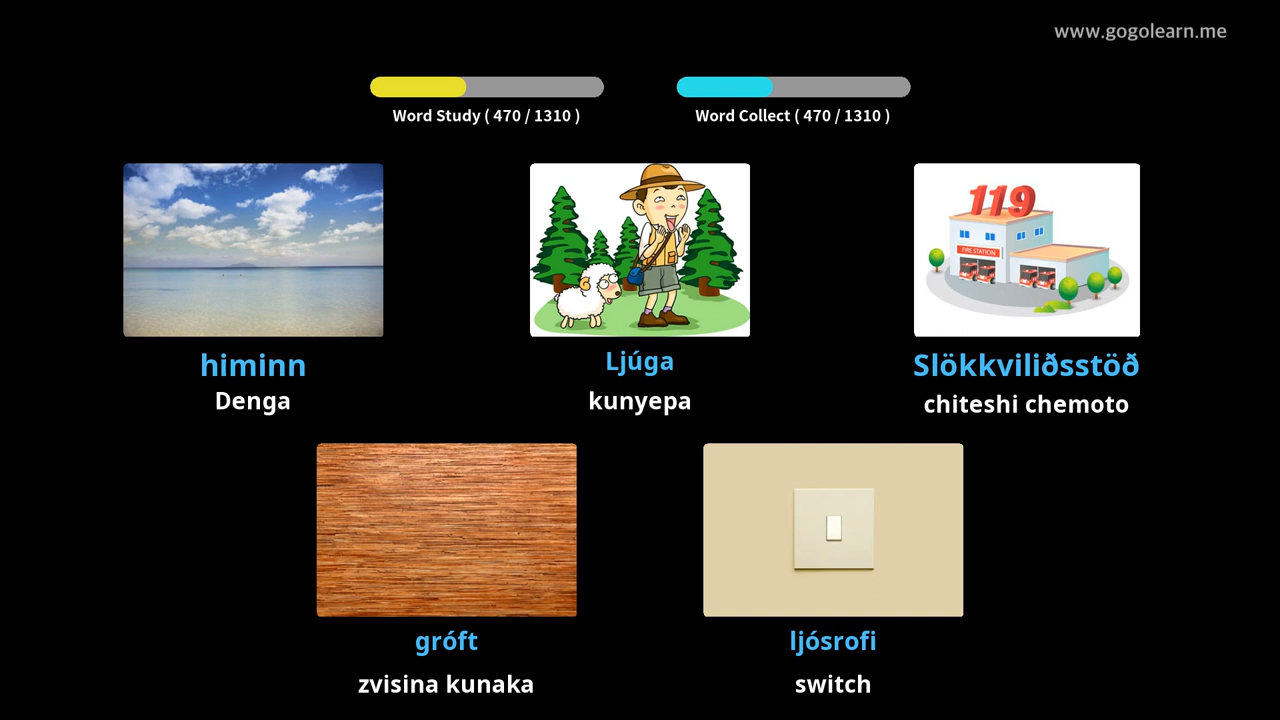 www.gogolearn.me
Word Study ( 470 / 1310 )
Word Collect ( 470 / 1310 )
119
FIRE STATION
himinn
Denga
Ljúga
kunyepa
Slökkviliðsstöð
chiteshi chemoto
gróft
zvisina kunaka
ljósrofi
switch